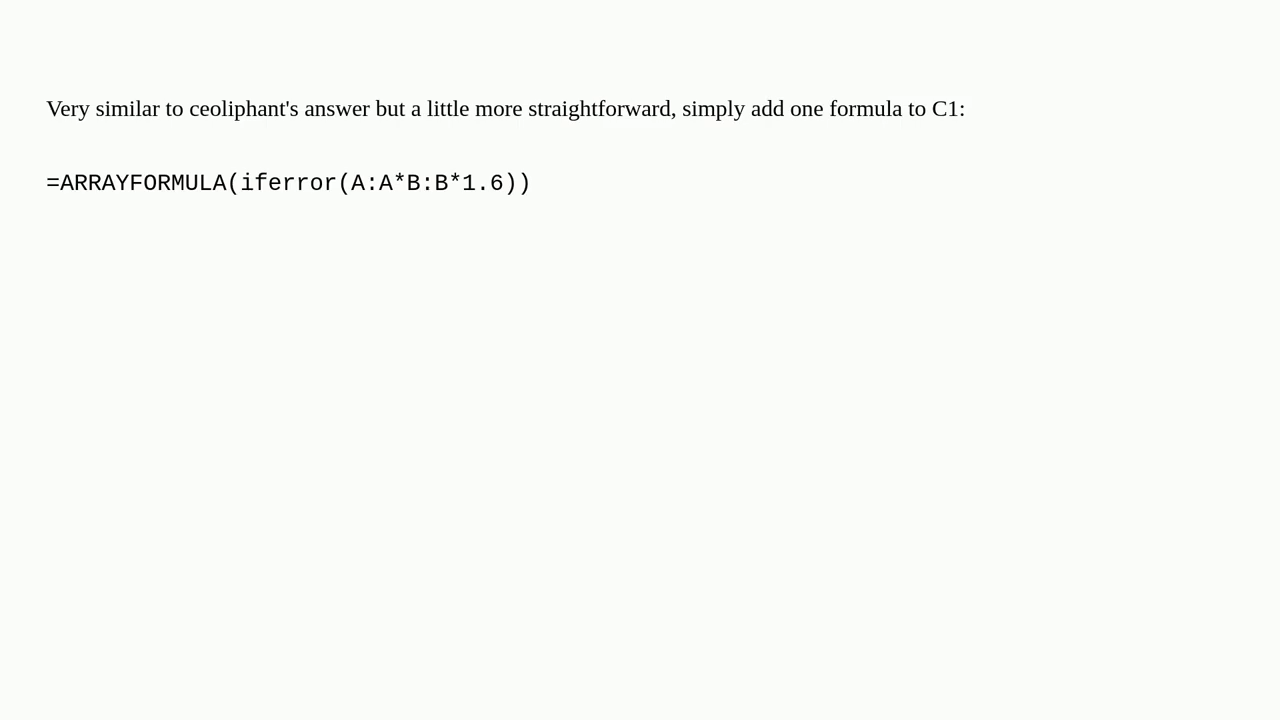 Very similar to ceoliphant's answer but a little more straightforward, simply add one formula to C1:
=ARRAYFORMULA(iferror(A:A*B:B*1.6))